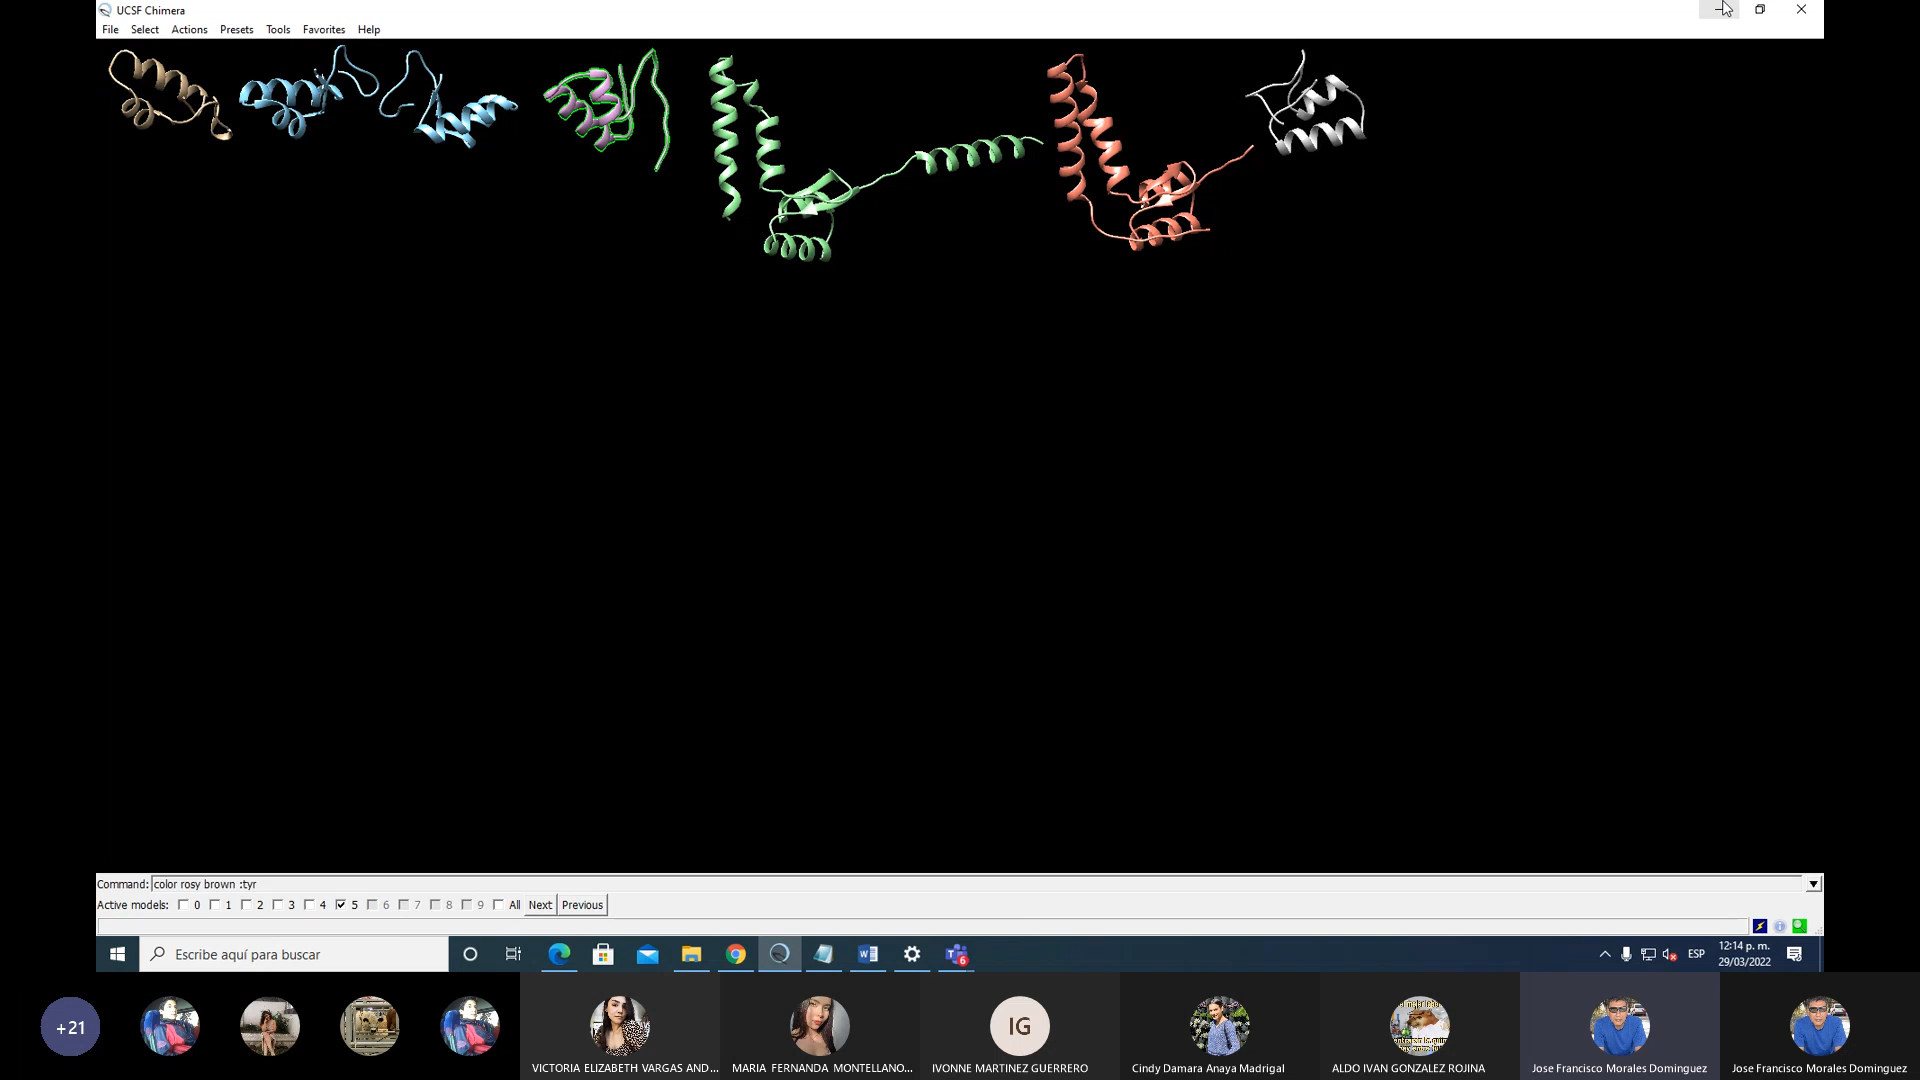 UCSF Chimera
File Select Actions Presets Tools Favorites Help
Command: color rosy brown :tyr
Active models: 0 1 2 3 4 5 6 7 8 9 All Next Previous
Escribe aquí para buscar
6
ESP
12:14 p. m.
29/03/2022
+21
IG
VICTORIA ELIZABETH VARGAS AND...
MARIA FERNANDA MONTELLANO...
IVONNE MARTINEZ GUERRERO
Cindy Damara Anaya Madrigal
ALDO IVAN GONZALEZ ROJINA
Jose Francisco Morales Dominguez
Jose Francisco Morales Dominguez